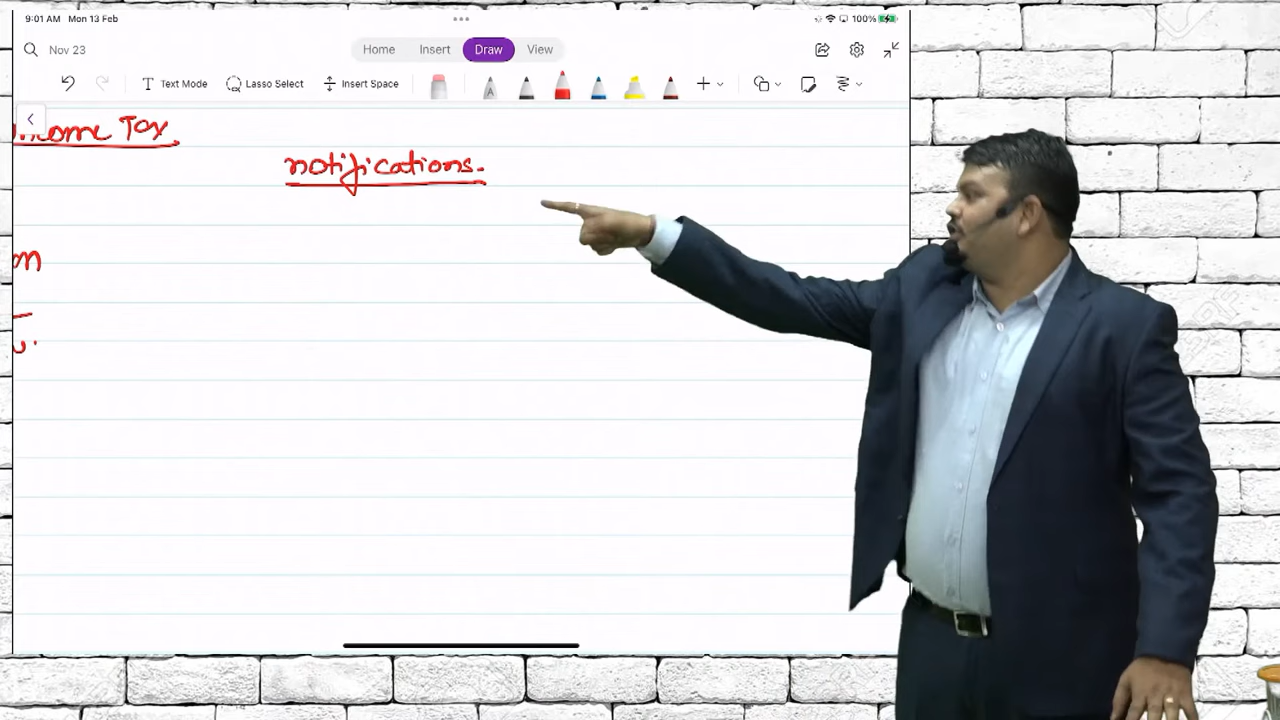 9:01 AM Mon 13 Feb
100%
Nov 23
Home Insert Draw View
Text Mode Lasso Select Insert Space
A
Income Tax.
notifications.